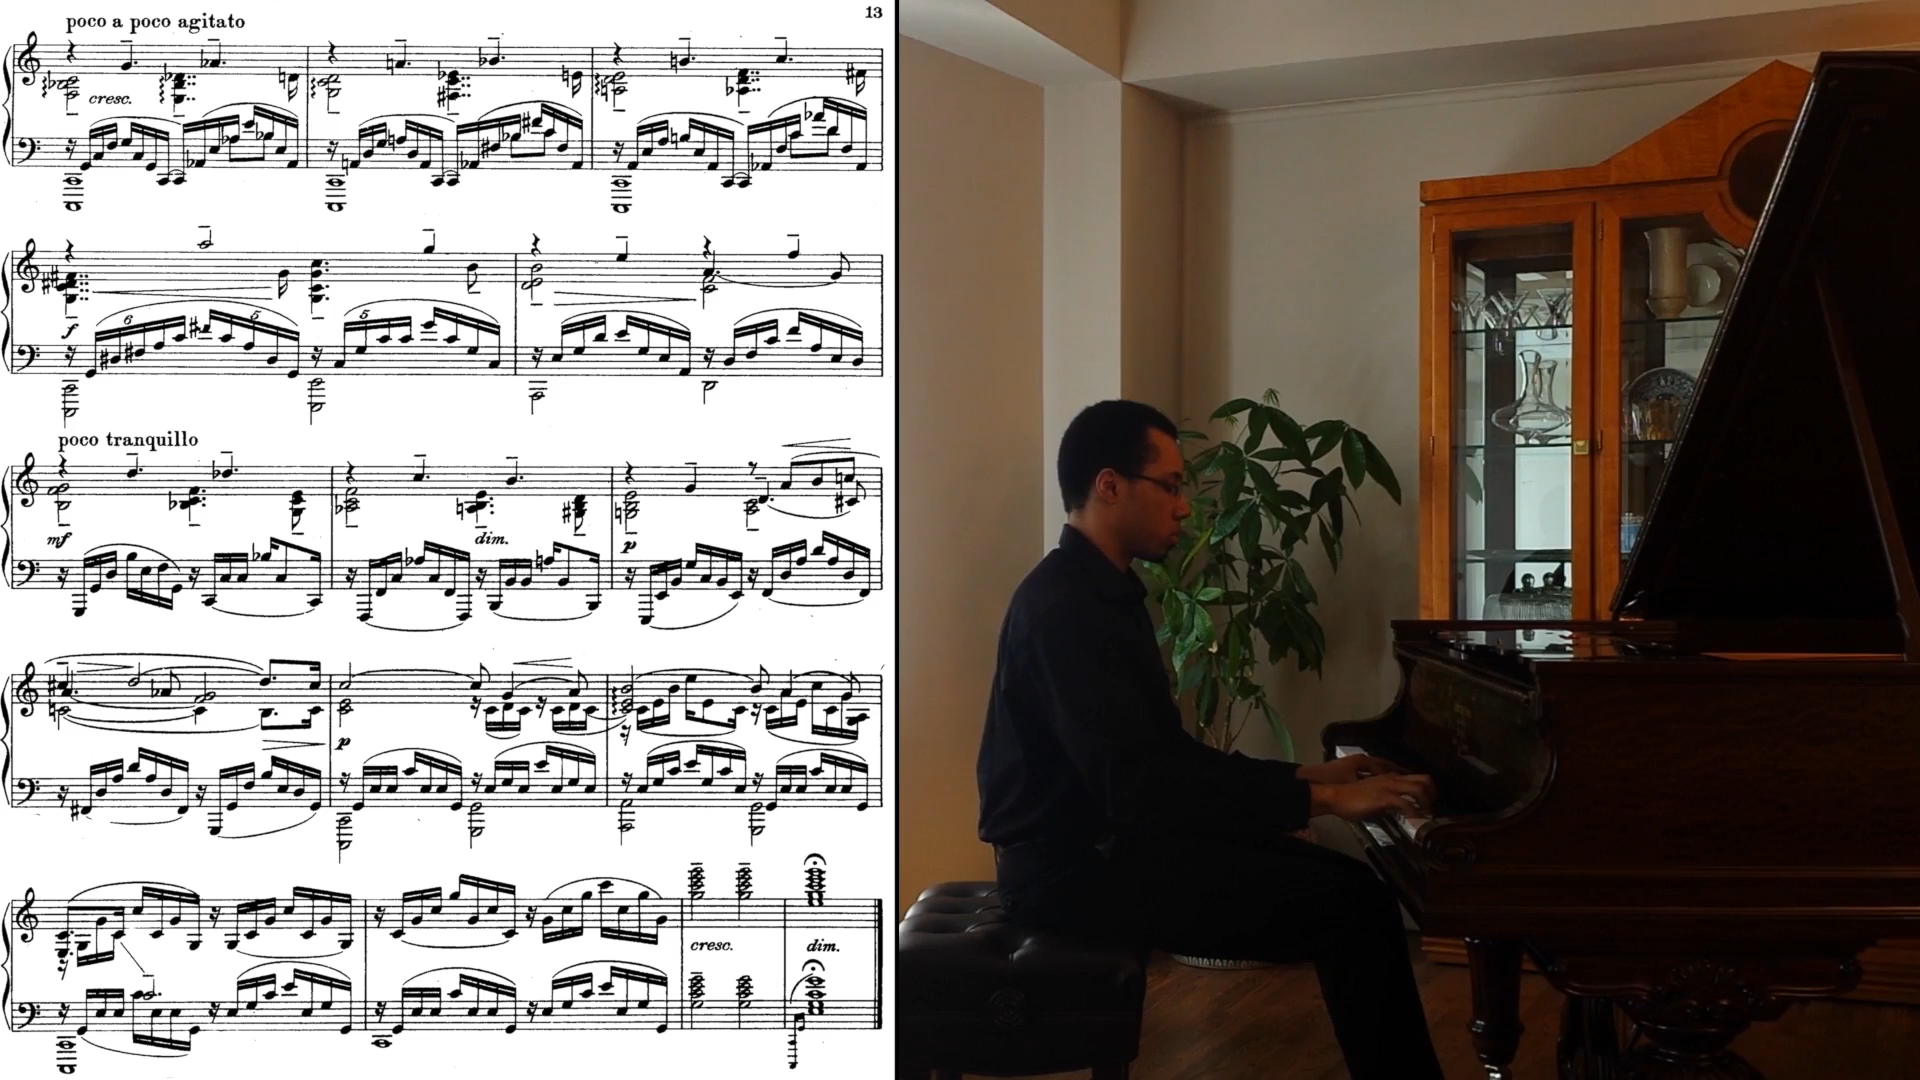 13
poco a poco agitato
cresc.
6
5
f
5
poco tranquillo
mf
dim.
p
p
cresc.
dim.